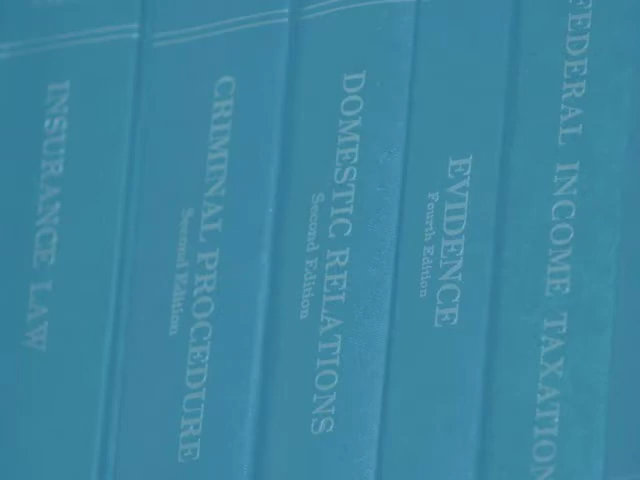 INSURANCE LAW
CRIMINAL PROCEDURE
Second Edition
DOMESTIC RELATIONS
Second Edition
EVIDENCE
Fourth Edition
FEDERAL INCOME TAXATION